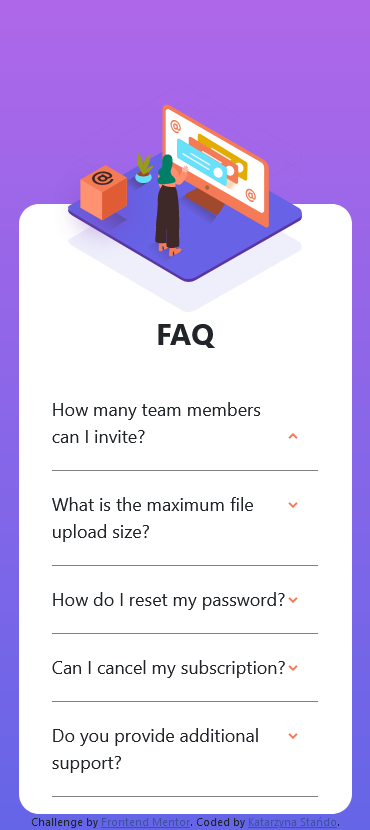 FAQ
How many team members
can I invite?
What is the maximum file
upload size?
How do I reset my password?
Can I cancel my subscription?
Do you provide additional
support?
Challenge by Frontend Mentor. Coded by Katarzyna Stańdo.